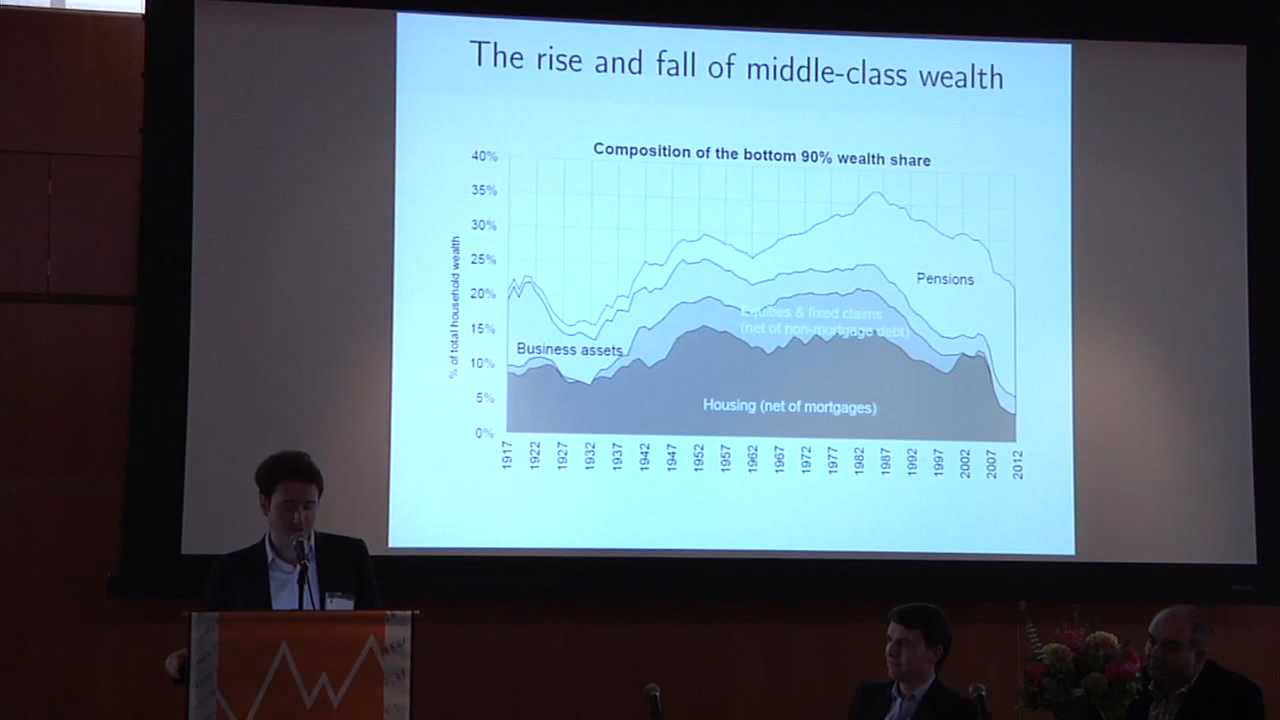 The rise and fall of middle-class wealth
Composition of the bottom 90% wealth share
% of total household wealth
40%
35%
30%
25%
20%
15%
10%
5%
0%
Pensions
Equities & fixed claims
(net of non-mortgage debt)
Business assets
Housing (net of mortgages)
1917 1922 1927 1932 1937 1942 1947 1952 1957 1962 1967 1972 1977 1982 1987 1992 1997 2002 2007 2012